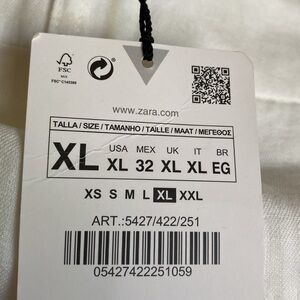 FSC
MIX
www.zara.com
TALLA / SIZE / TAMANHO / TAILLE / MAAT / ΜΕΓΕΘΟΣ
USA MEX UK IT BR
XL XL 32 XL XL EG
XS S M L XL XXL
ART.:5427/422/251
05427422251059